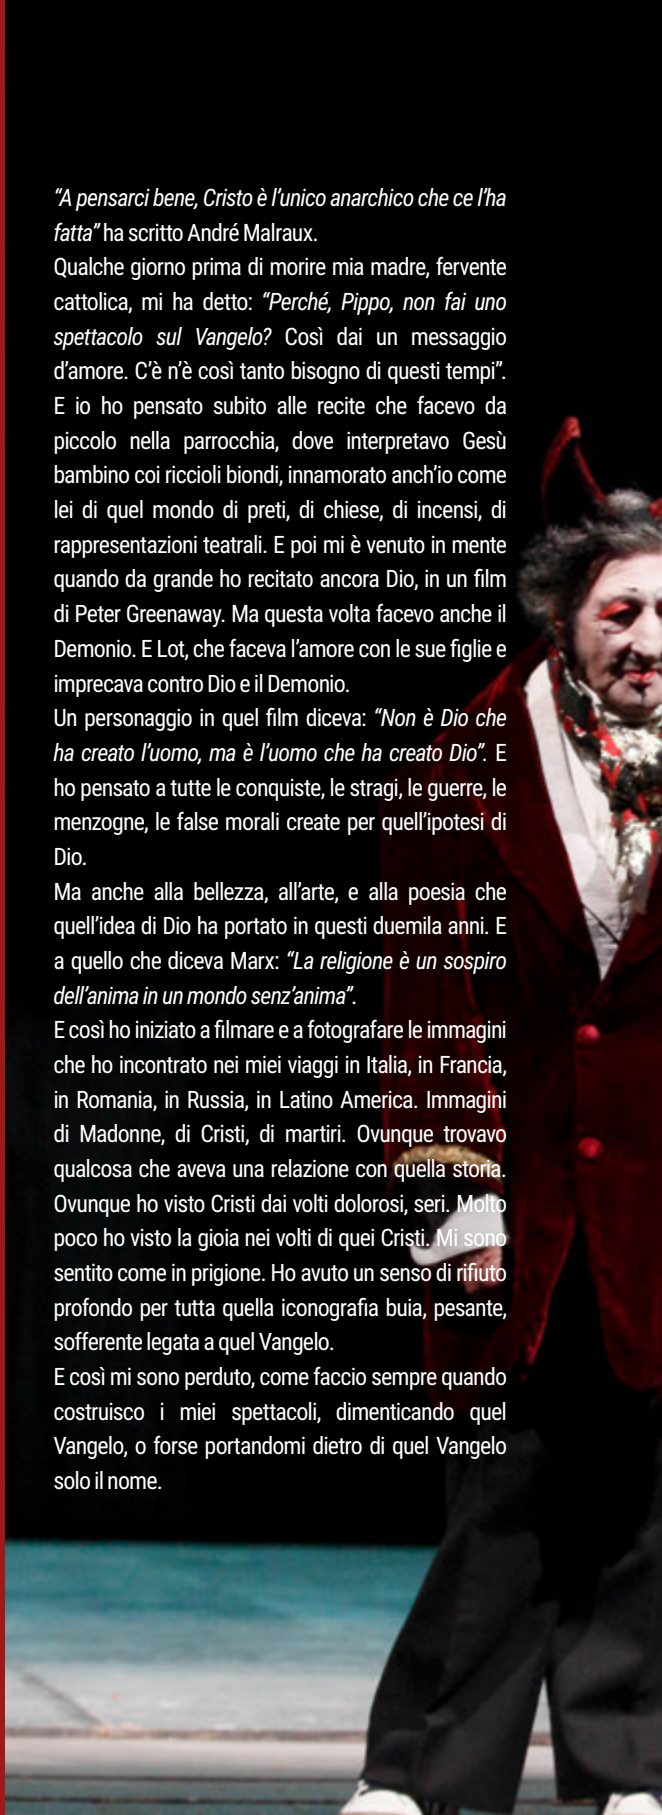 “A pensarci bene, Cristo è l’unico anarchico che ce l’ha
fatta” ha scritto André Malraux.
Qualche giorno prima di morire mia madre, fervente
cattolica, mi ha detto: “Perché, Pippo, non fai uno
spettacolo sul Vangelo? Così dai un messaggio
d’amore. C’è n’è così tanto bisogno di questi tempi”.
E io ho pensato subito alle recite che facevo da
piccolo nella parrocchia, dove interpretavo Gesù
bambino coi riccioli biondi, innamorato anch’io come
lei di quel mondo di preti, di chiese, di incensi, di
rappresentazioni teatrali. E poi mi è venuto in mente
quando da grande ho recitato ancora Dio, in un film
di Peter Greenaway. Ma questa volta facevo anche il
Demonio. E Lot, che faceva l’amore con le sue figlie e
imprecava contro Dio e il Demonio.
Un personaggio in quel film diceva: “Non è Dio che
ha creato l’uomo, ma è l’uomo che ha creato Dio”. E
ho pensato a tutte le conquiste, le stragi, le guerre, le
menzogne, le false morali create per quell’ipotesi di
Dio.
Ma anche alla bellezza, all’arte, e alla poesia che
quell’idea di Dio ha portato in questi duemila anni. E
a quello che diceva Marx: “La religione è un sospiro
dell’anima in un mondo senz’anima”.
E così ho iniziato a filmare e a fotografare le immagini
che ho incontrato nei miei viaggi in Italia, in Francia,
in Romania, in Russia, in Latino America. Immagini
di Madonne, di Cristi, di martiri. Ovunque trovavo
qualcosa che aveva una relazione con quella storia.
Ovunque ho visto Cristi dai volti dolorosi, seri. Molto
poco ho visto la gioia nei volti di quei Cristi. Mi sono
sentito come in prigione. Ho avuto un senso di rifiuto
profondo per tutta quella iconografia buia, pesante,
sofferente legata a quel Vangelo.
E così mi sono perduto, come faccio sempre quando
costruisco i miei spettacoli, dimenticando quel
Vangelo, o forse portandomi dietro di quel Vangelo
solo il nome.